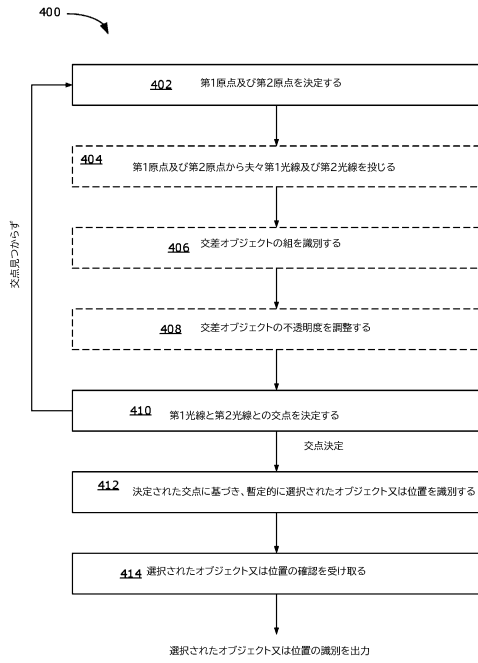 400
402 第1原点及び第2原点を決定する
404 第1原点及び第2原点から夫々第1光線及び第2光線を投じる
406 交差オブジェクトの組を識別する
408 交差オブジェクトの不透明度を調整する
交点見つからず
410 第1光線と第2光線との交点を決定する
交点決定
412 決定された交点に基づき、暫定的に選択されたオブジェクト又は位置を識別する
414 選択されたオブジェクト又は位置の確認を受け取る
選択されたオブジェクト又は位置の識別を出力